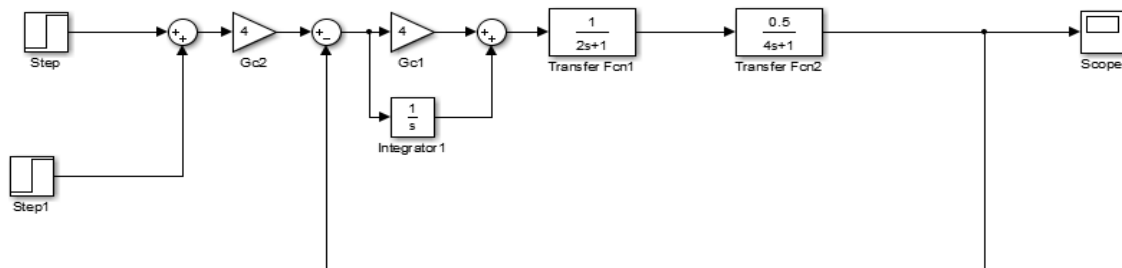 4
4
1
2s+1
0.5
4s+1
Step
Gc2
Gc1
Transfer Fcn1
Transfer Fcn2
Scope
1
s
Integrator1
Step1